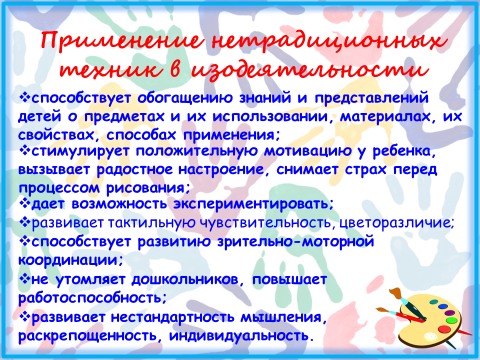 Применение нетрадиционных
техник в изодеятельности
❖способствует обогащению знаний и представлений
детей о предметах и их использовании, материалах, их
свойствах, способах применения;
❖стимулирует положительную мотивацию у ребенка,
вызывает радостное настроение, снимает страх перед
процессом рисования;
❖дает возможность экспериментировать;
❖развивает тактильную чувствительность, цветоразличие;
❖способствует развитию зрительно-моторной
координации;
❖не утомляет дошкольников, повышает
работоспособность;
❖развивает нестандартность мышления,
раскрепощенность, индивидуальность.